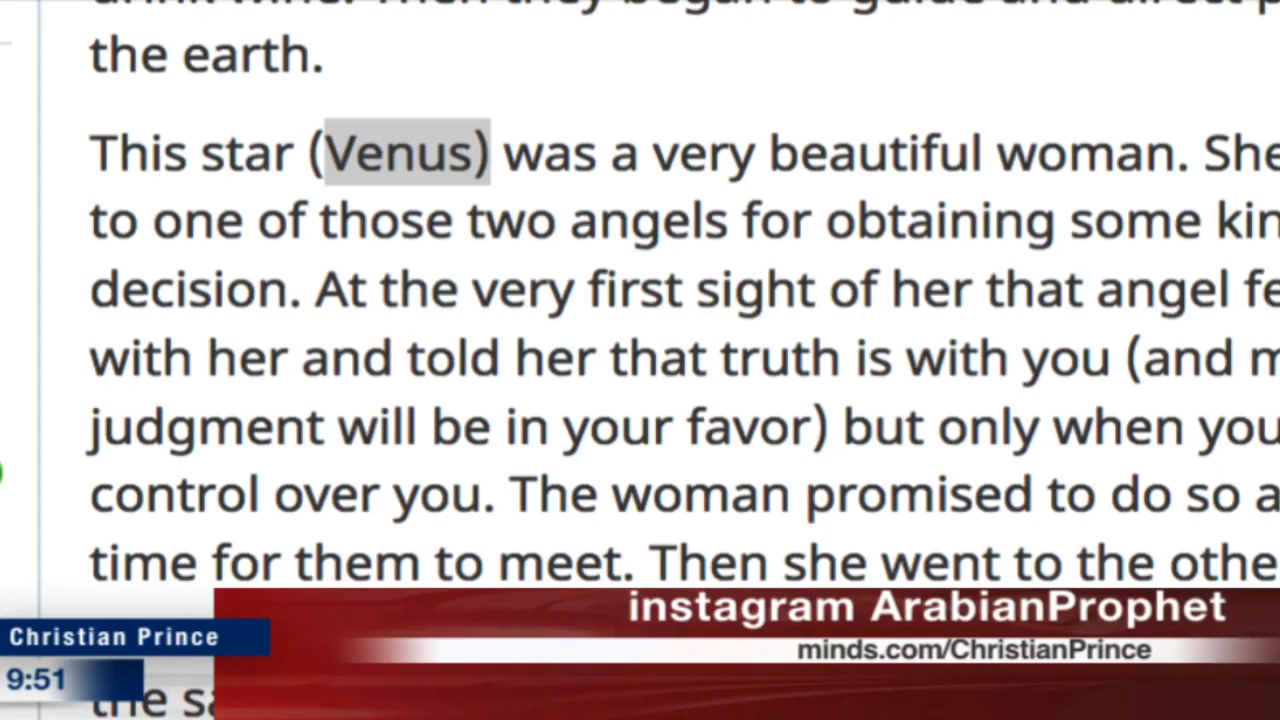 the earth.
This star (Venus) was a very beautiful woman. She
to one of those two angels for obtaining some kin
decision. At the very first sight of her that angel fe
with her and told her that truth is with you (and m
judgment will be in your favor) but only when you
control over you. The woman promised to do so a
time for them to meet. Then she went to the othe
instagram ArabianProphet
Christian Prince
minds.com/ChristianPrince
9:51
the sa